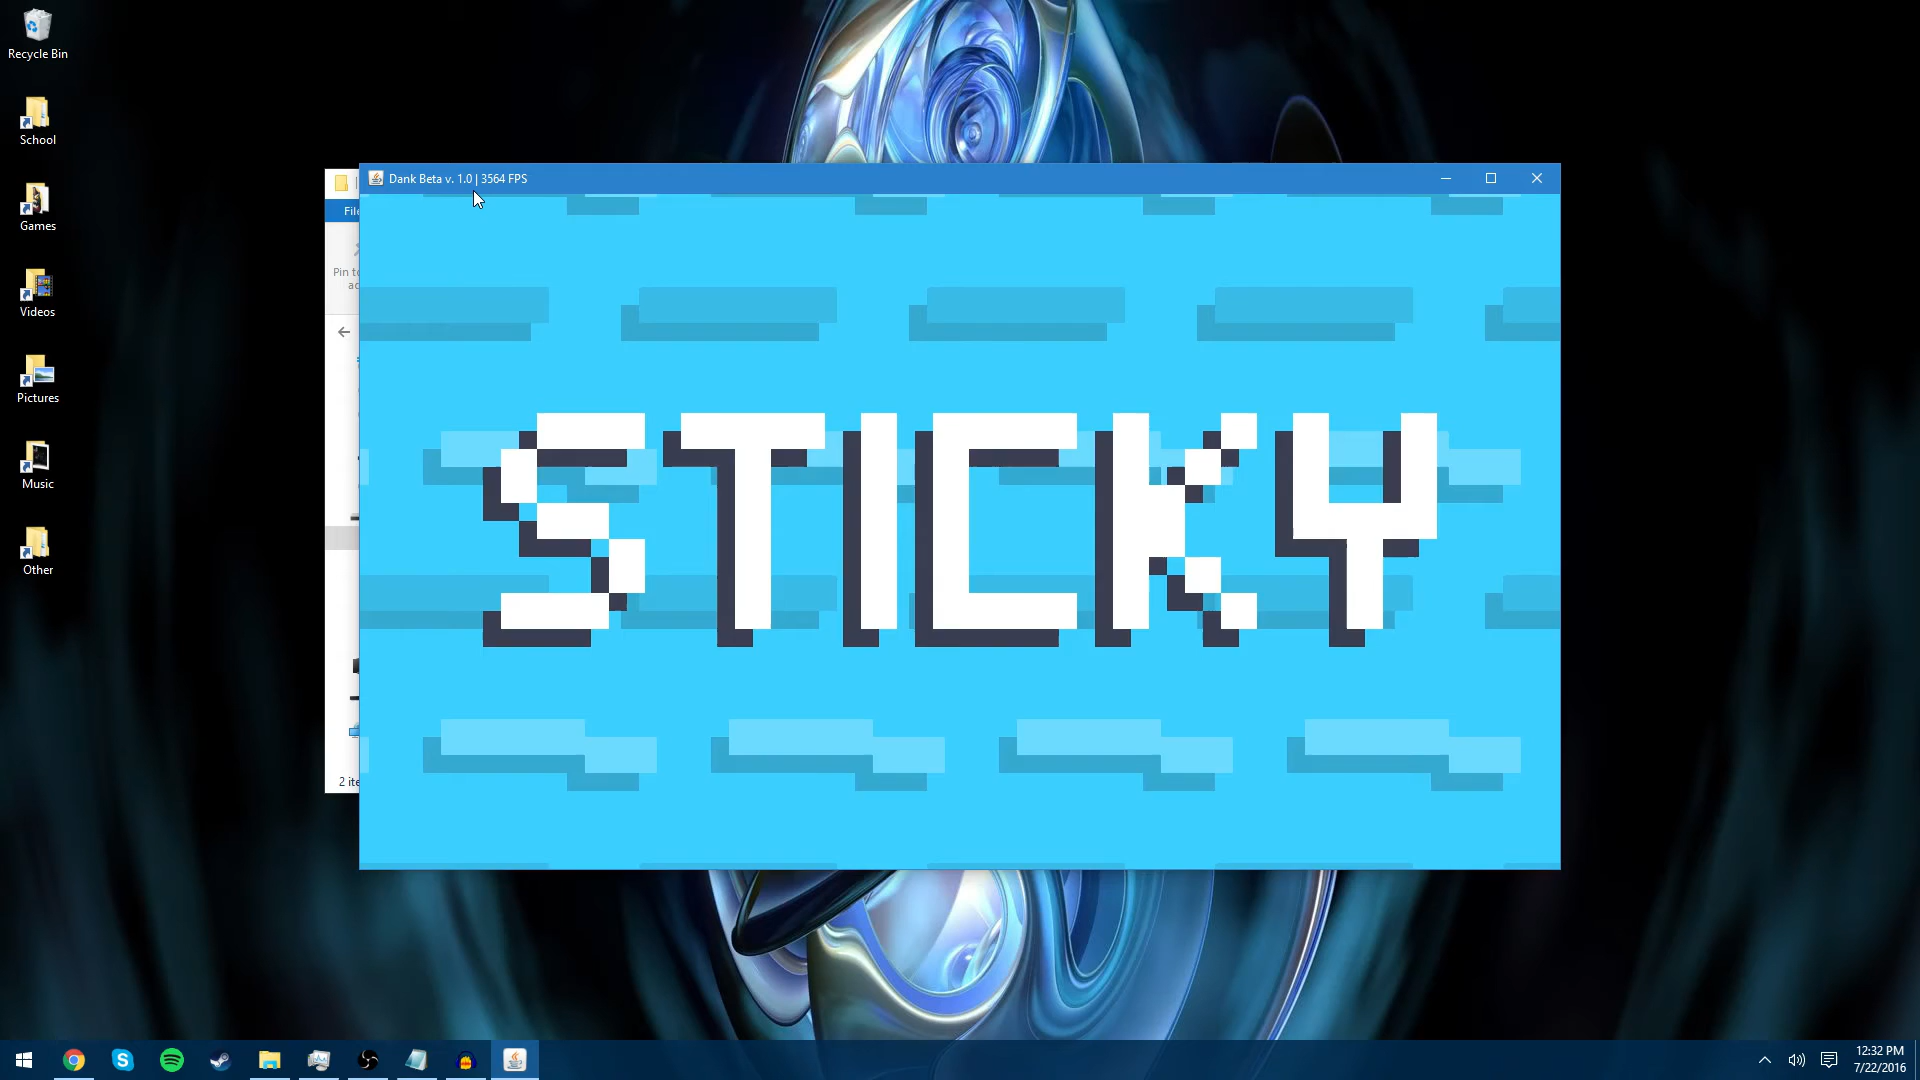 Recycle Bin
School
Games
Videos
Pictures
Music
Other
Dank Beta v. 1.0 | 3564 FPS
STICKY
12:32 PM
7/22/2016